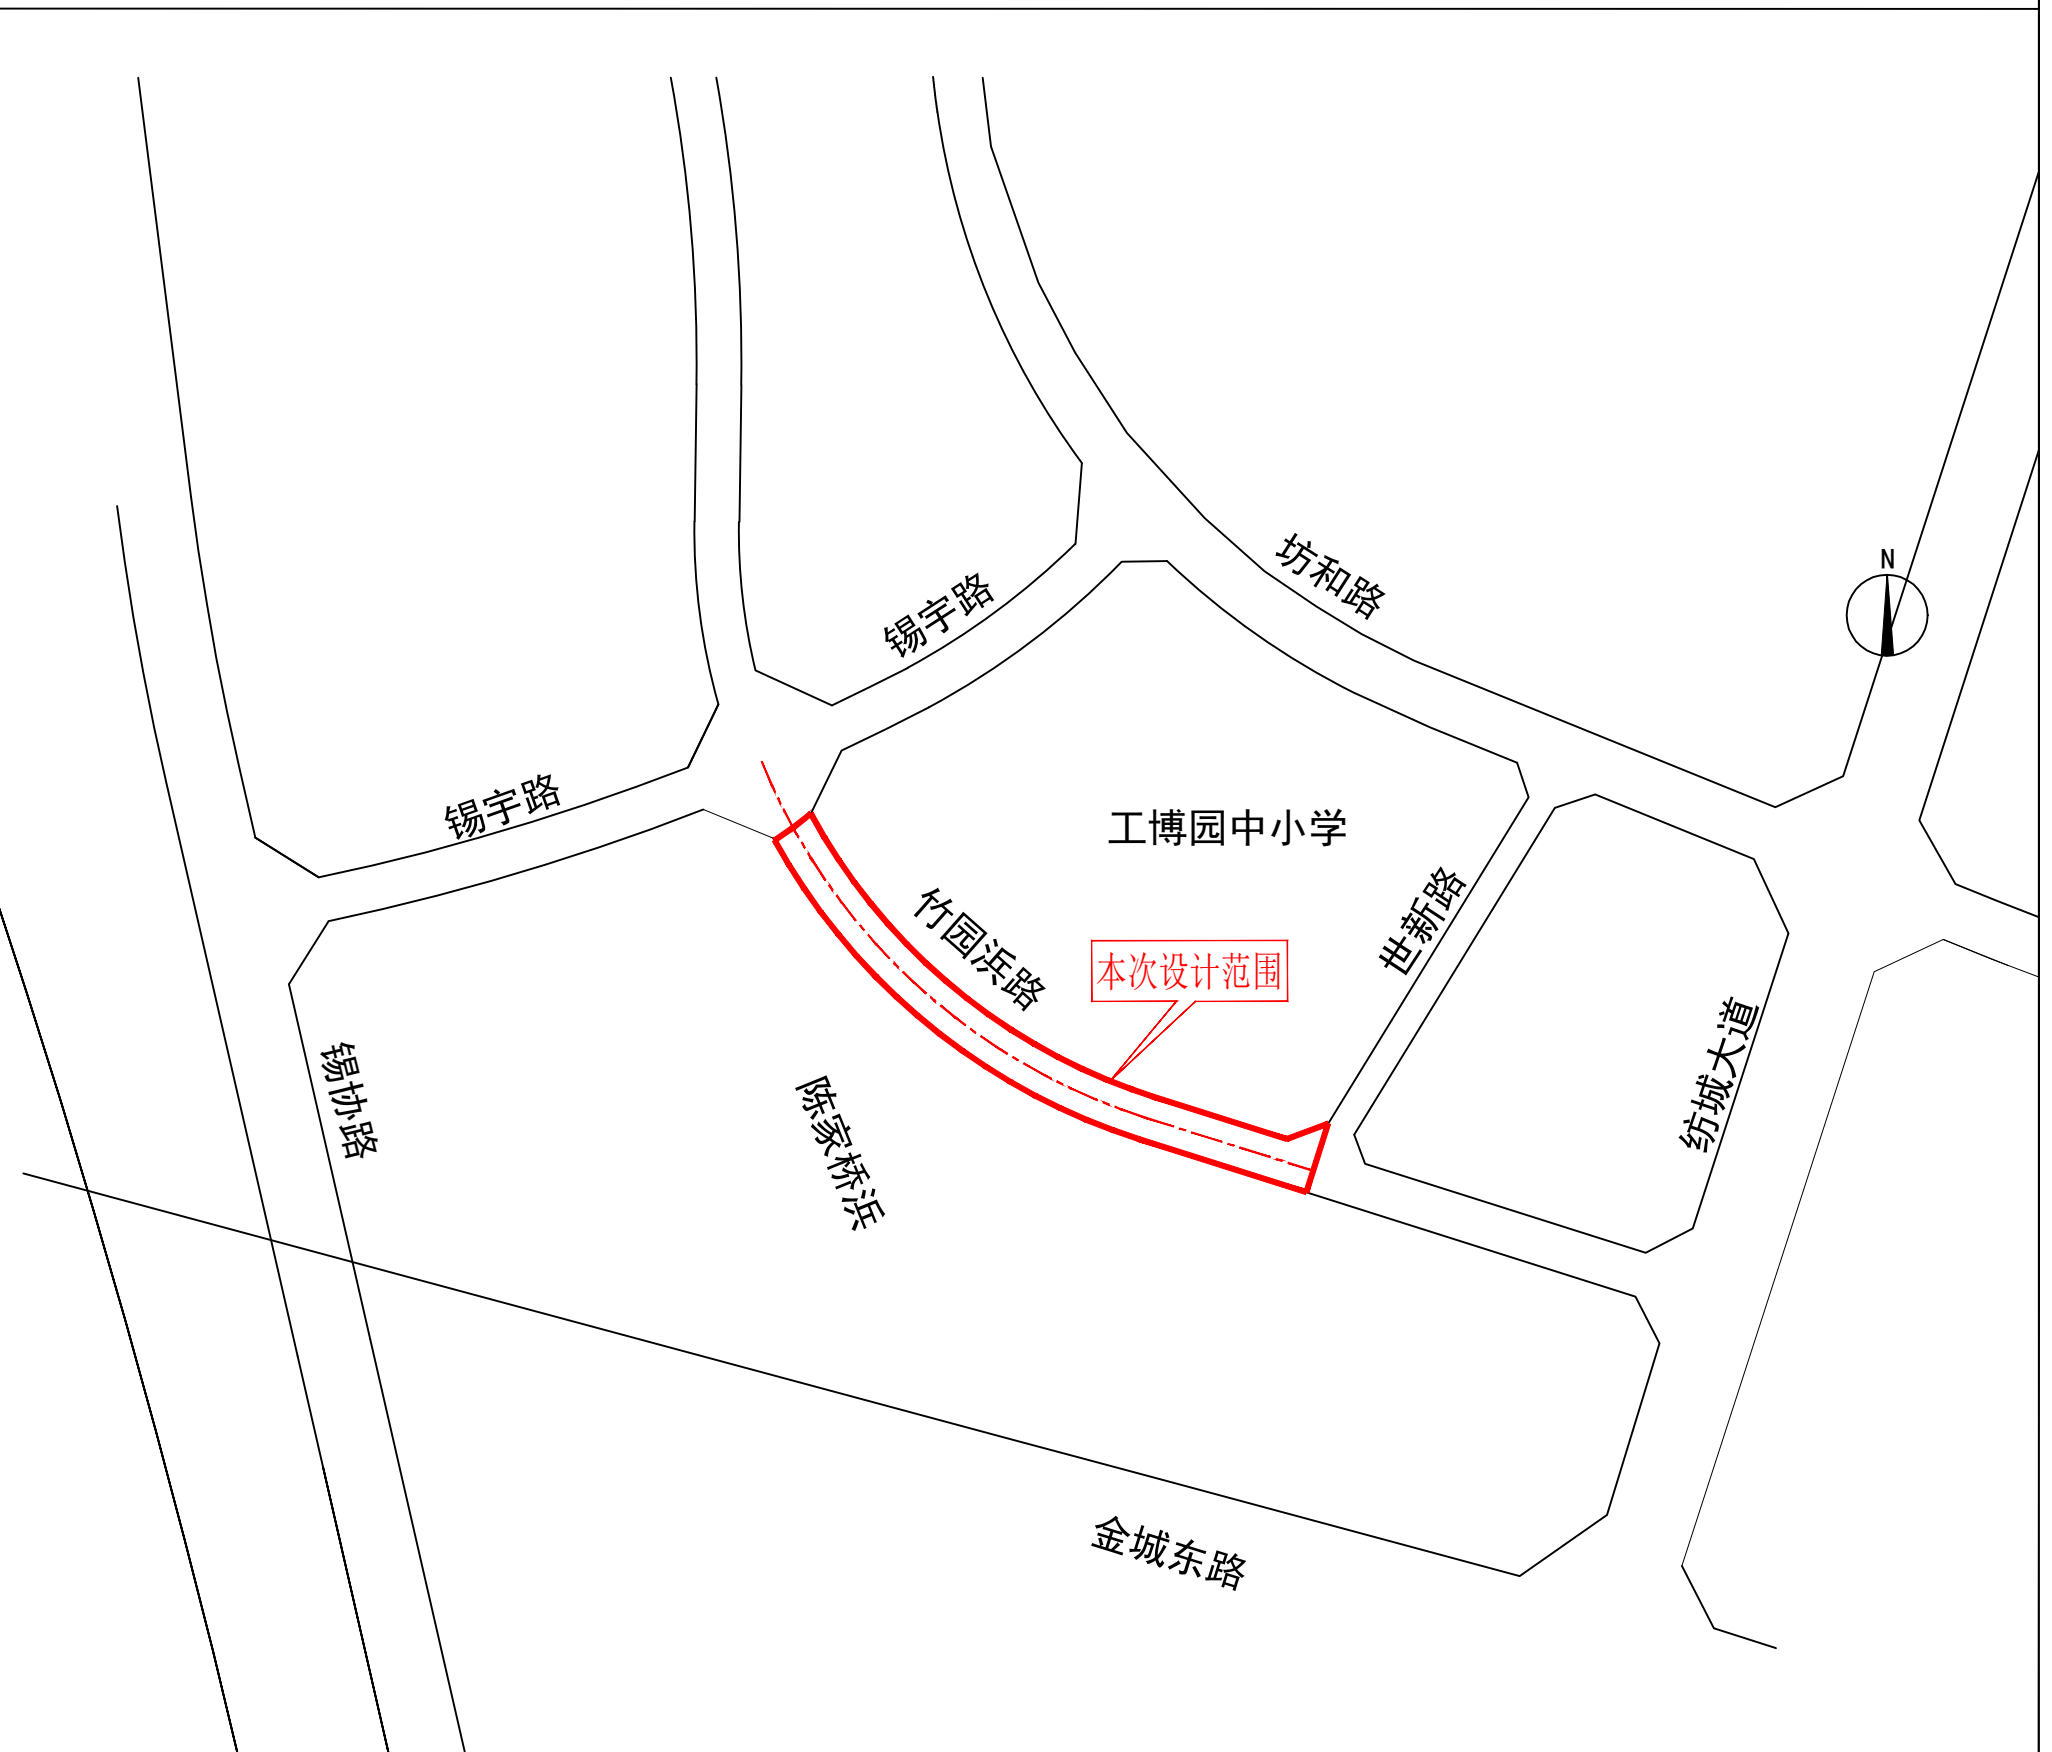 坊和路
N
锡宇路
锡宇路
工博园中小学
竹园浜路
世新路
本次设计范围
纺城大道
锡协路
陈家桥浜
金城东路